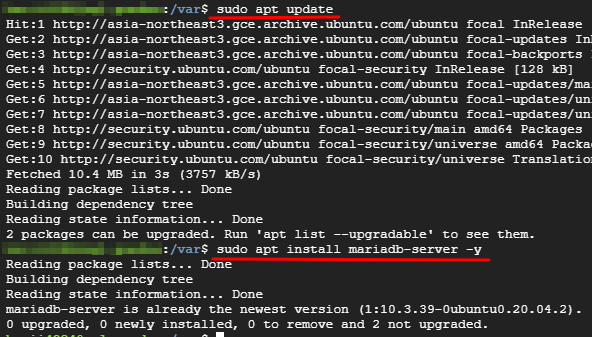 :/var$ sudo apt update
Hit:1 http://asia-northeast3.gce.archive.ubuntu.com/ubuntu focal InRelease
Get:2 http://asia-northeast3.gce.archive.ubuntu.com/ubuntu focal-updates InR
Get:3 http://asia-northeast3.gce.archive.ubuntu.com/ubuntu focal-backports I
Get:4 http://security.ubuntu.com/ubuntu focal-security InRelease [128 kB]
Get:5 http://asia-northeast3.gce.archive.ubuntu.com/ubuntu focal-updates/mai
Get:6 http://asia-northeast3.gce.archive.ubuntu.com/ubuntu focal-updates/uni
Get:7 http://asia-northeast3.gce.archive.ubuntu.com/ubuntu focal-updates/uni
Get:8 http://security.ubuntu.com/ubuntu focal-security/main amd64 Packages
Get:9 http://security.ubuntu.com/ubuntu focal-security/universe amd64 Packa
Get:10 http://security.ubuntu.com/ubuntu focal-security/universe Translation
Fetched 10.4 MB in 3s (3757 kB/s)
Reading package lists... Done
Building dependency tree
Reading state information... Done
2 packages can be upgraded. Run 'apt list --upgradable' to see them.
:/var$ sudo apt install mariadb-server -y
Reading package lists... Done
Building dependency tree
Reading state information... Done
mariadb-server is already the newest version (1:10.3.39-0ubuntu0.20.04.2).
0 upgraded, 0 newly installed, 0 to remove and 2 not upgraded.